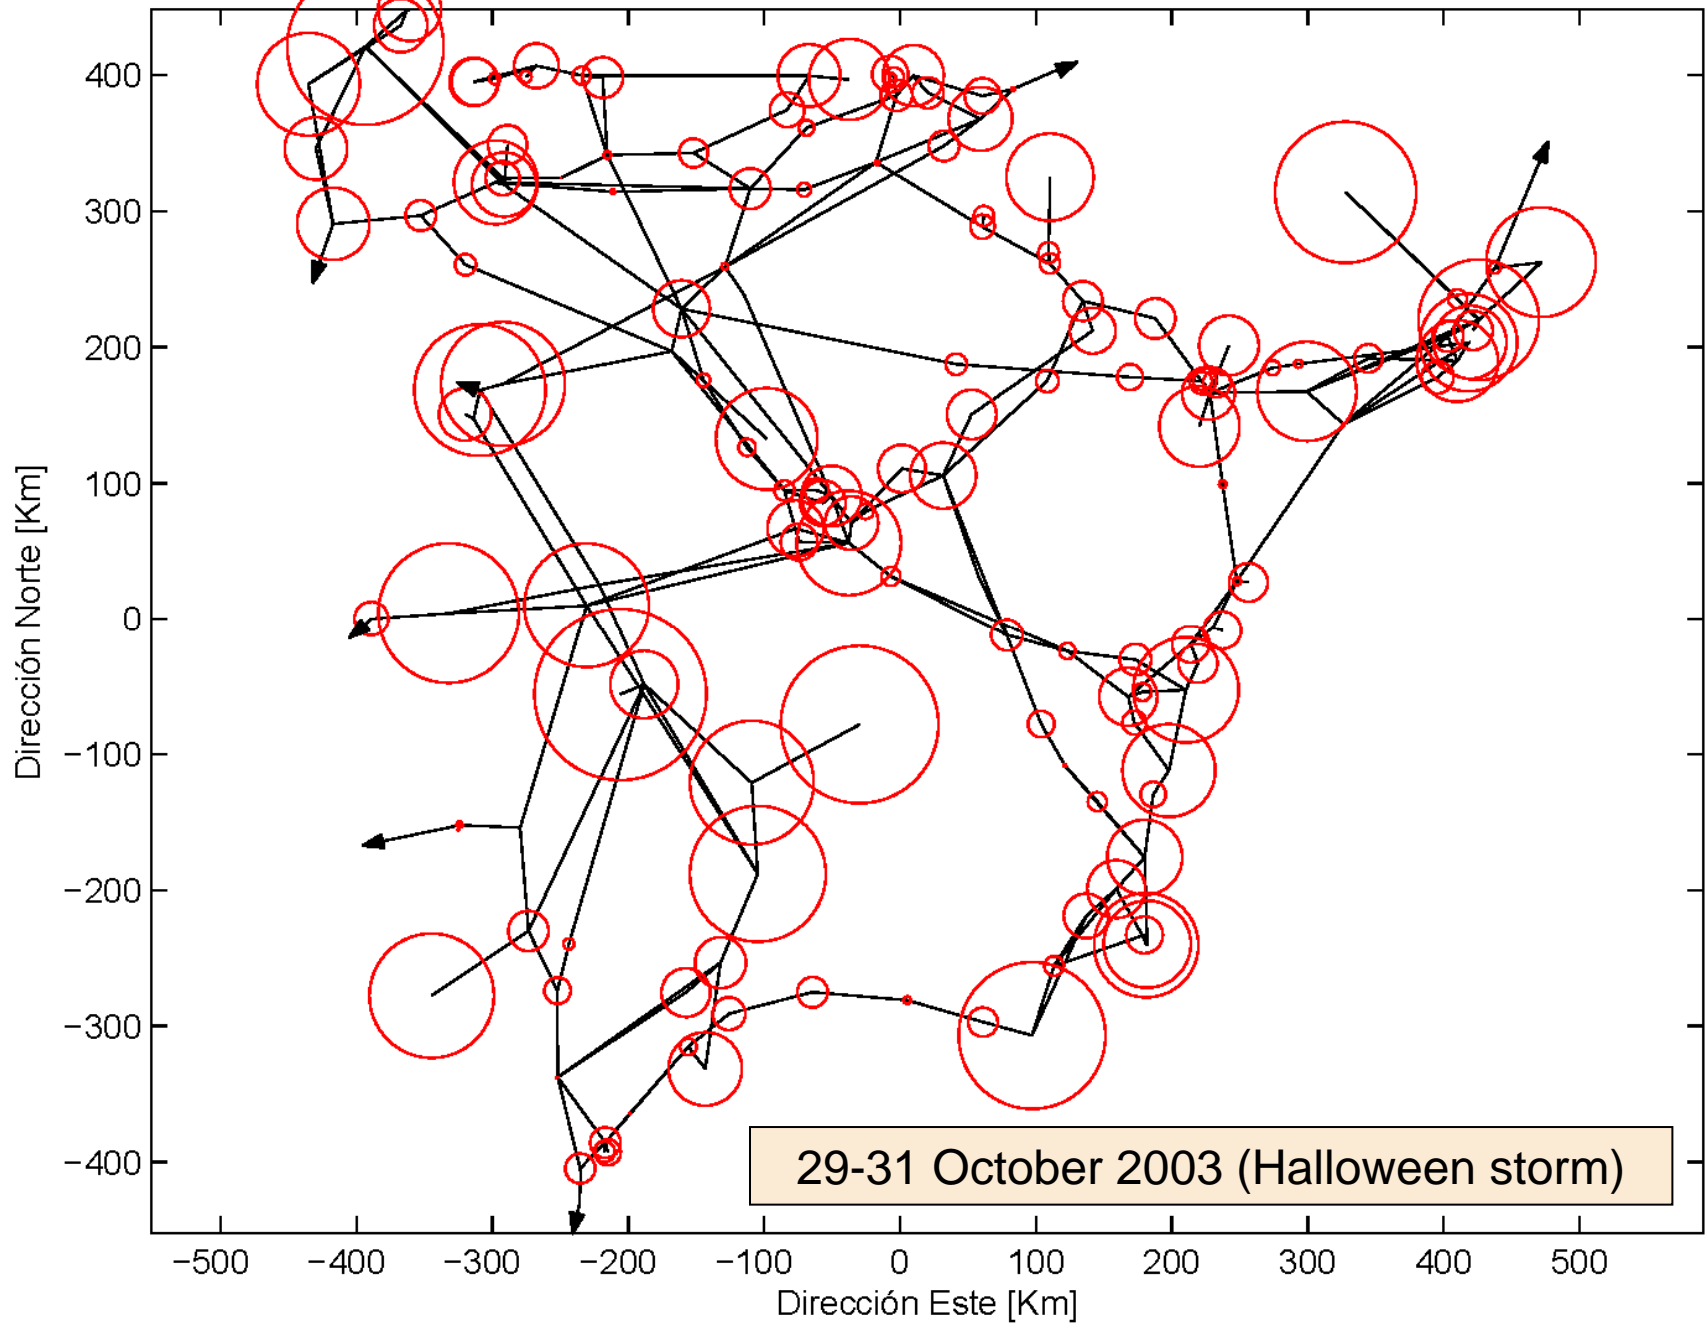 400
300
200
100
0
−100
−200
−300
−400
Dirección Norte [Km]
29-31 October 2003 (Halloween storm)
−500 −400 −300 −200 −100 0 100 200 300 400 500
Dirección Este [Km]